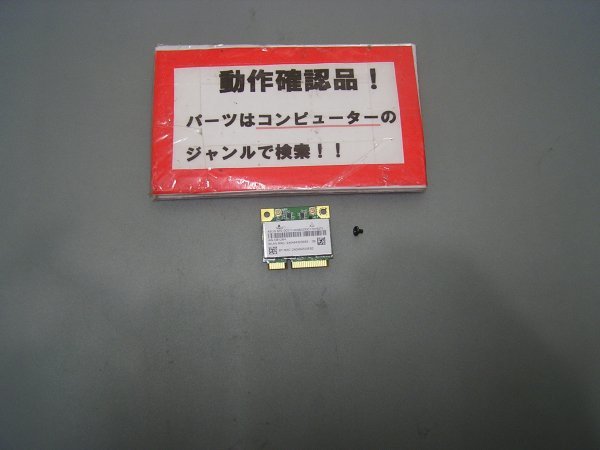 動作確認品！
パーツはコンピューターの
ジャンルで検索！！